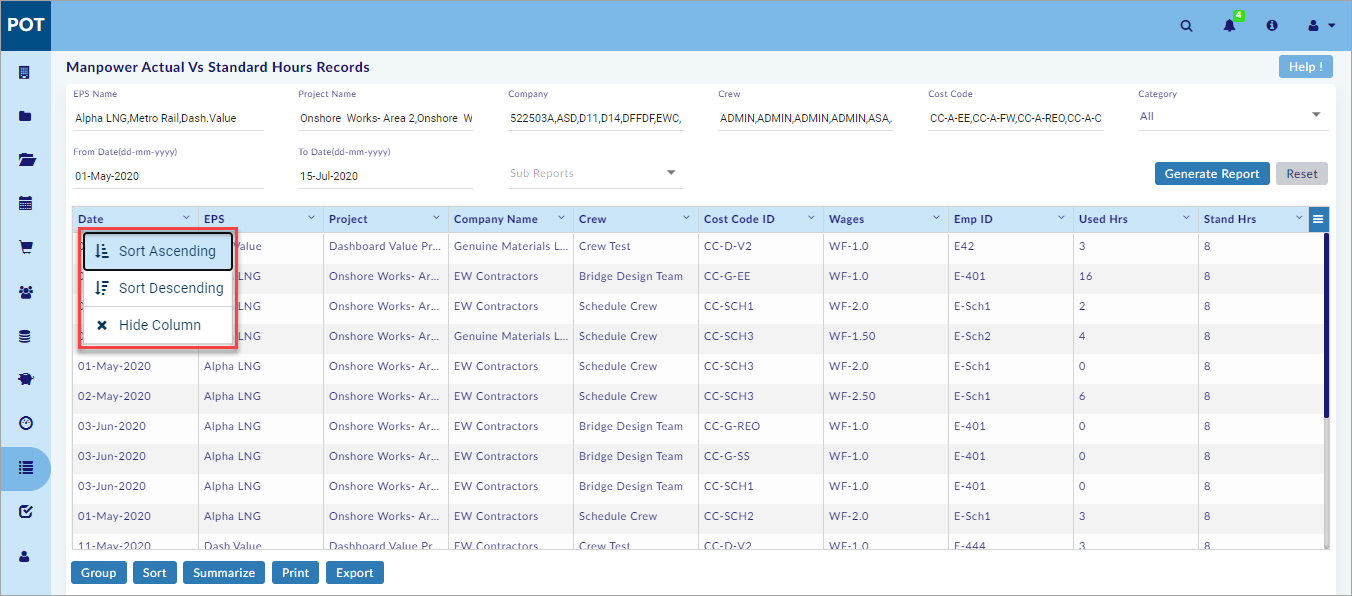 POT
4
Manpower Actual Vs Standard Hours Records
Help !
EPS Name Project Name Company Crew Cost Code Category
Alpha LNG,Metro Rail,Dash.Value Onshore Works- Area 2,Onshore W 522503A,ASD,D11,D14,DFFDF,EWC, ADMIN,ADMIN,ADMIN,ADMIN,ASA, CC-A-EE,CC-A-FW,CC-A-REO,CC-A-C All
From Date(dd-mm-yyyy) To Date(dd-mm-yyyy)
01-May-2020 15-Jul-2020 Sub Reports Generate Report Reset
Date EPS Project Company Name Crew Cost Code ID Wages Emp ID Used Hrs Stand Hrs
Value Dashboard Value Pr... Genuine Materials L... Crew Test CC-D-V2 WF-1.0 E42 3 8
Sort Ascending
LNG Onshore Works- Ar... EW Contractors Bridge Design Team CC-G-EE WF-1.0 E-401 16 8
Sort Descending
LNG Onshore Works- Ar... EW Contractors Schedule Crew CC-SCH1 WF-2.0 E-Sch1 2 8
Hide Column
LNG Onshore Works- Ar... Genuine Materials L... Schedule Crew CC-SCH3 WF-1.50 E-Sch2 4 8
01-May-2020 Alpha LNG Onshore Works- Ar... EW Contractors Schedule Crew CC-SCH3 WF-2.0 E-Sch1 0 8
02-May-2020 Alpha LNG Onshore Works- Ar... EW Contractors Schedule Crew CC-SCH3 WF-2.50 E-Sch1 6 8
03-Jun-2020 Alpha LNG Onshore Works- Ar... EW Contractors Bridge Design Team CC-G-REO WF-1.0 E-401 0 8
03-Jun-2020 Alpha LNG Onshore Works- Ar... EW Contractors Bridge Design Team CC-G-SS WF-1.0 E-401 0 8
03-Jun-2020 Alpha LNG Onshore Works- Ar... EW Contractors Bridge Design Team CC-SCH1 WF-1.0 E-401 0 8
01-May-2020 Alpha LNG Onshore Works- Ar... EW Contractors Schedule Crew CC-SCH2 WF-2.0 E-Sch1 3 8
11-May-2020 Dash Value Dashboard Value Pr... EW Contractors Crew Test CC-D-V2 WF-1.0 E-444 3 8
Group Sort Summarize Print Export